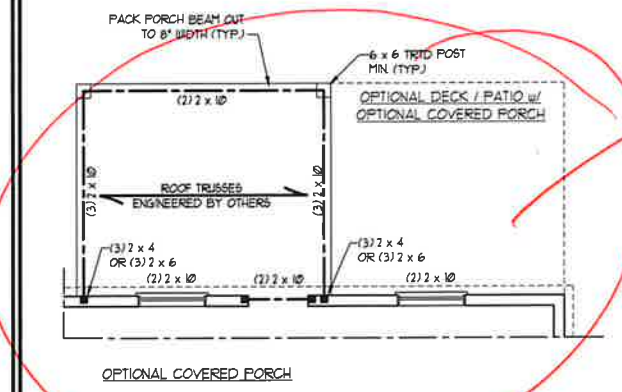 PACK PORCH BEAM OUT
TO 8" WIDTH (TYP.)
6 x 6 TRTD POST
MIN. (TYP.)
(2) 2 x 10
OPTIONAL DECK / PATIO w/
OPTIONAL COVERED PORCH
(3) 2 x 10
ROOF TRUSSES
ENGINEERED BY OTHERS
(3) 2 x 10
(3) 2 x 4
OR (3) 2 x 6
(3) 2 x 4
OR (3) 2 x 6
(2) 2 x 10
(2) 2 x 10
(2) 2 x 10
OPTIONAL COVERED PORCH